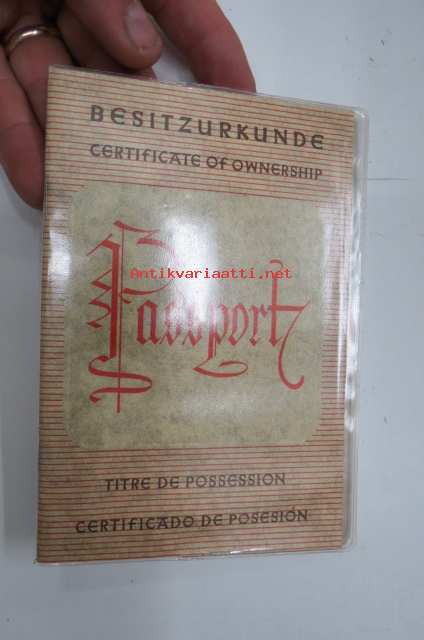 BESITZURKUNDE
CERTIFICATE OF OWNERSHIP
Antikvariaatti.net
Passport
TITRE DE POSSESSION
CERTIFICADO DE POSESIÓN